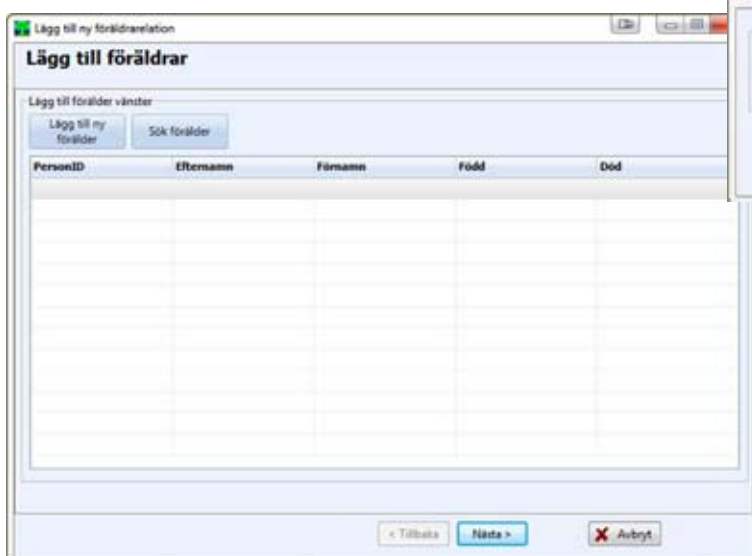 Lägg till ny föräldrarelation
Lägg till föräldrar
Lägg till förälder vänster
Lägg till ny
förälder
Sök förälder
PersonID Efternamn Förnamn Född Död
< Tillbaka Nästa > Avbryt